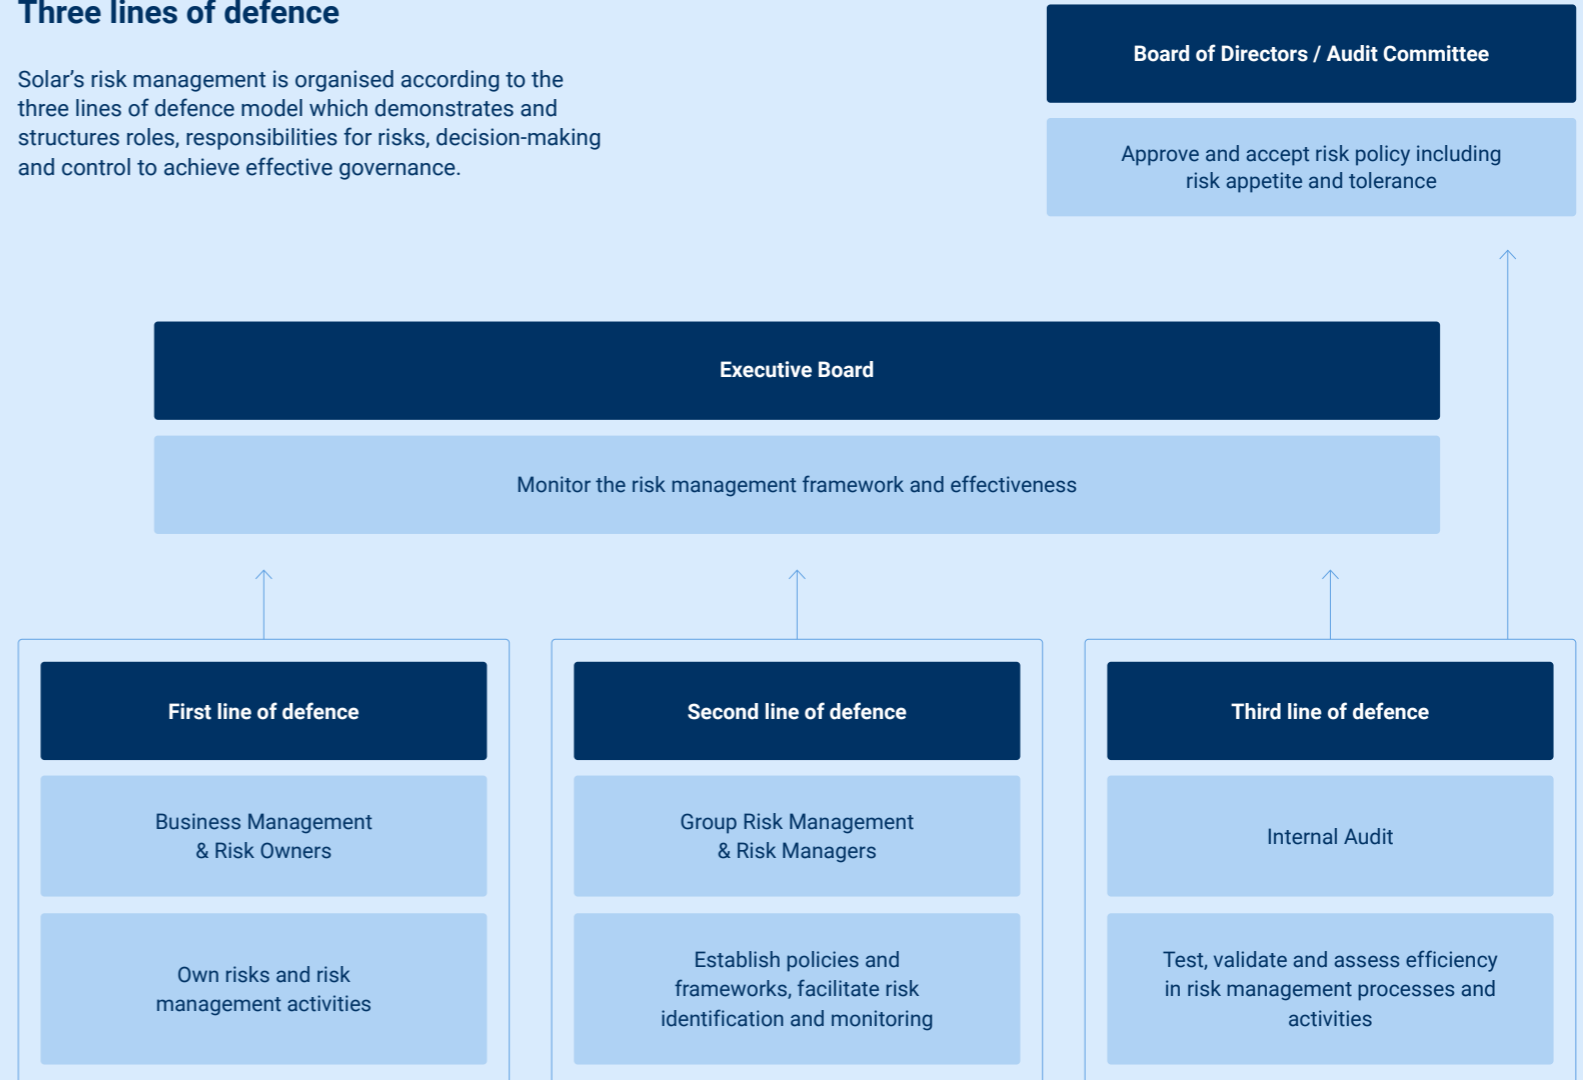 Three lines of defence
Solar's risk management is organised according to the
three lines of defence model which demonstrates and
structures roles, responsibilities for risks, decision-making
and control to achieve effective governance.
Board of Directors / Audit Committee
Approve and accept risk policy including
risk appetite and tolerance
Executive Board
Monitor the risk management framework and effectiveness
First line of defence
Business Management
& Risk Owners
Own risks and risk
management activities
Second line of defence
Group Risk Management
& Risk Managers
Establish policies and
frameworks, facilitate risk
identification and monitoring
Third line of defence
Internal Audit
Test, validate and assess efficiency
in risk management processes and
activities